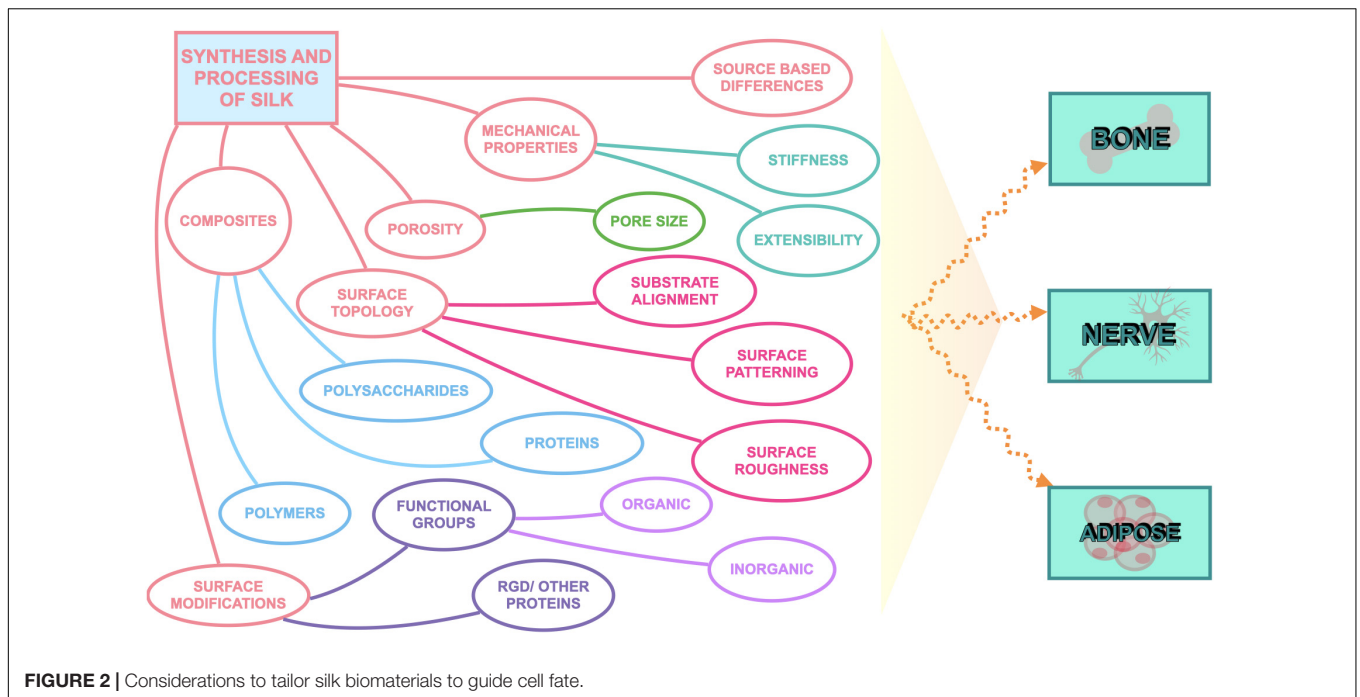 SYNTHESIS AND
PROCESSING
OF SILK
SOURCE BASED
DIFFERENCES
MECHANICAL
PROPERTIES
STIFFNESS
EXTENSIBILITY
COMPOSITES
POROSITY
PORE SIZE
SURFACE
TOPOLOGY
SUBSTRATE
ALIGNMENT
SURFACE
PATTERNING
SURFACE
ROUGHNESS
POLYSACCHARIDES
PROTEINS
POLYMERS
FUNCTIONAL
GROUPS
ORGANIC
INORGANIC
SURFACE
MODIFICATIONS
RGD/ OTHER
PROTEINS
BONE
NERVE
ADIPOSE
FIGURE 2 | Considerations to tailor silk biomaterials to guide cell fate.